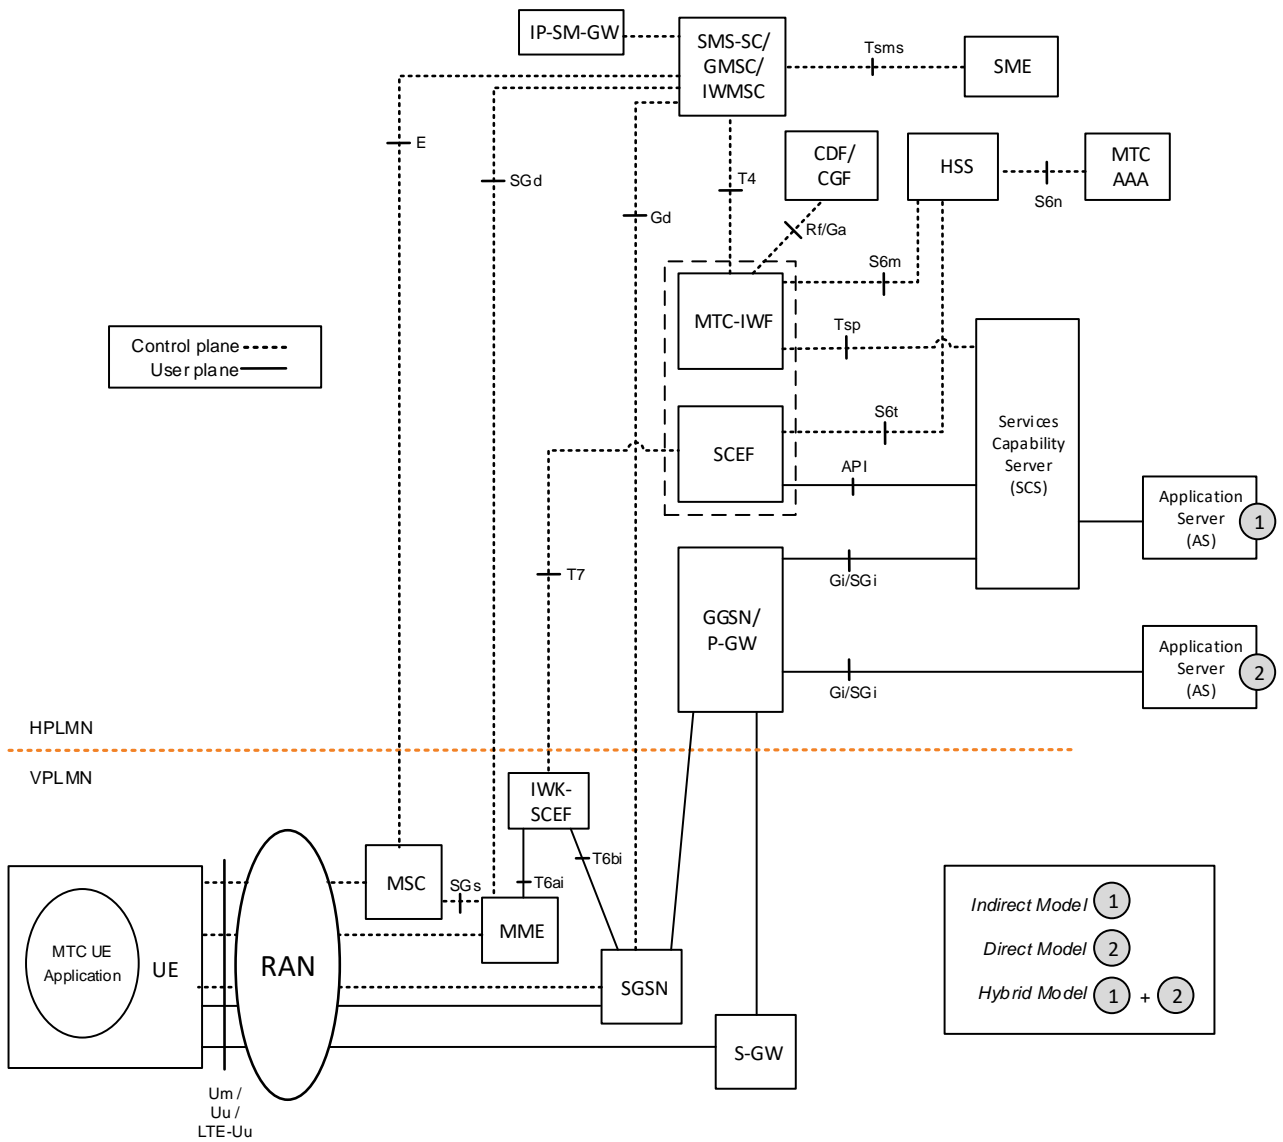 IP-SM-GW
SMS-SC/
GMSC/
IWMSC
Tsms
SME
E
SGd
Gd
T4
CDF/
CGF
Rf/Ga
HSS
S6n
MTC
AAA
S6m
MTC-IWF
Tsp
Control plane
User plane
SCEF
S6t
API
Services
Capability
Server
(SCS)
Application
Server
(AS)
1
T7
Gi/SGi
GGSN/
P-GW
Gi/SGi
Application
Server
(AS)
2
HPLMN
VPLMN
IWK-
SCEF
T6bi
T6ai
MSC
SGs
MME
MTC UE
Application
UE
RAN
SGSN
S-GW
Um /
Uu /
LTE-Uu
Indirect Model 1
Direct Model 2
Hybrid Model 1 + 2